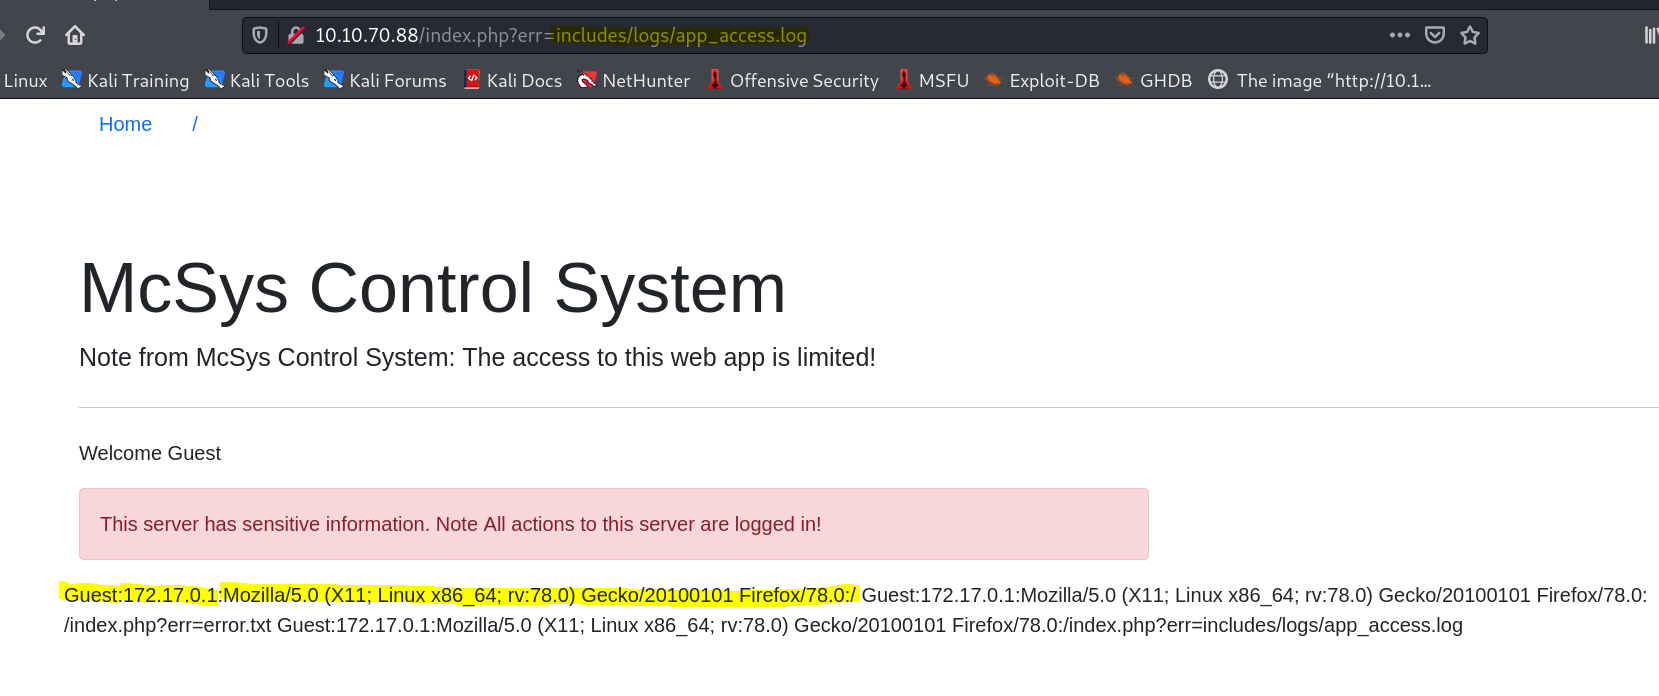 10.10.70.88/index.php?err=includes/logs/app_access.log
Linux Kali Training Kali Tools Kali Forums Kali Docs NetHunter Offensive Security MSFU Exploit-DB GHDB The image “http://10.1...
Home /
McSys Control System
Note from McSys Control System: The access to this web app is limited!
Welcome Guest
This server has sensitive information. Note All actions to this server are logged in!
Guest:172.17.0.1:Mozilla/5.0 (X11; Linux x86_64; rv:78.0) Gecko/20100101 Firefox/78.0:/ Guest:172.17.0.1:Mozilla/5.0 (X11; Linux x86_64; rv:78.0) Gecko/20100101 Firefox/78.0:
/index.php?err=error.txt Guest:172.17.0.1:Mozilla/5.0 (X11; Linux x86_64; rv:78.0) Gecko/20100101 Firefox/78.0:/index.php?err=includes/logs/app_access.log